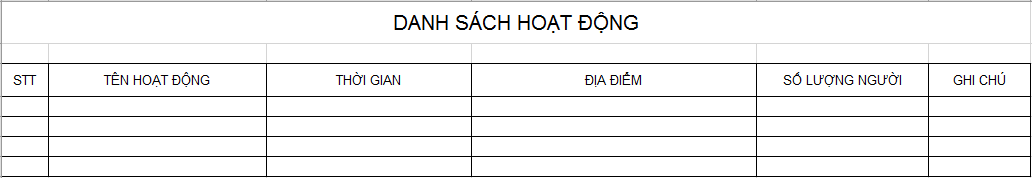 DANH SÁCH HOẠT ĐỘNG
STT TÊN HOẠT ĐỘNG THỜI GIAN ĐỊA ĐIỂM SỐ LƯỢNG NGƯỜI GHI CHÚ